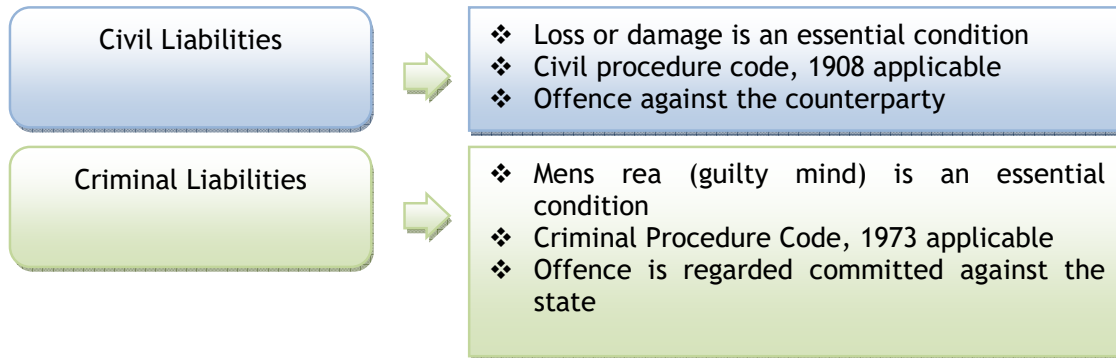 Civil Liabilities
❖ Loss or damage is an essential condition
❖ Civil procedure code, 1908 applicable
❖ Offence against the counterparty
Criminal Liabilities
❖ Mens rea (guilty mind) is an essential
condition
❖ Criminal Procedure Code, 1973 applicable
❖ Offence is regarded committed against the
state